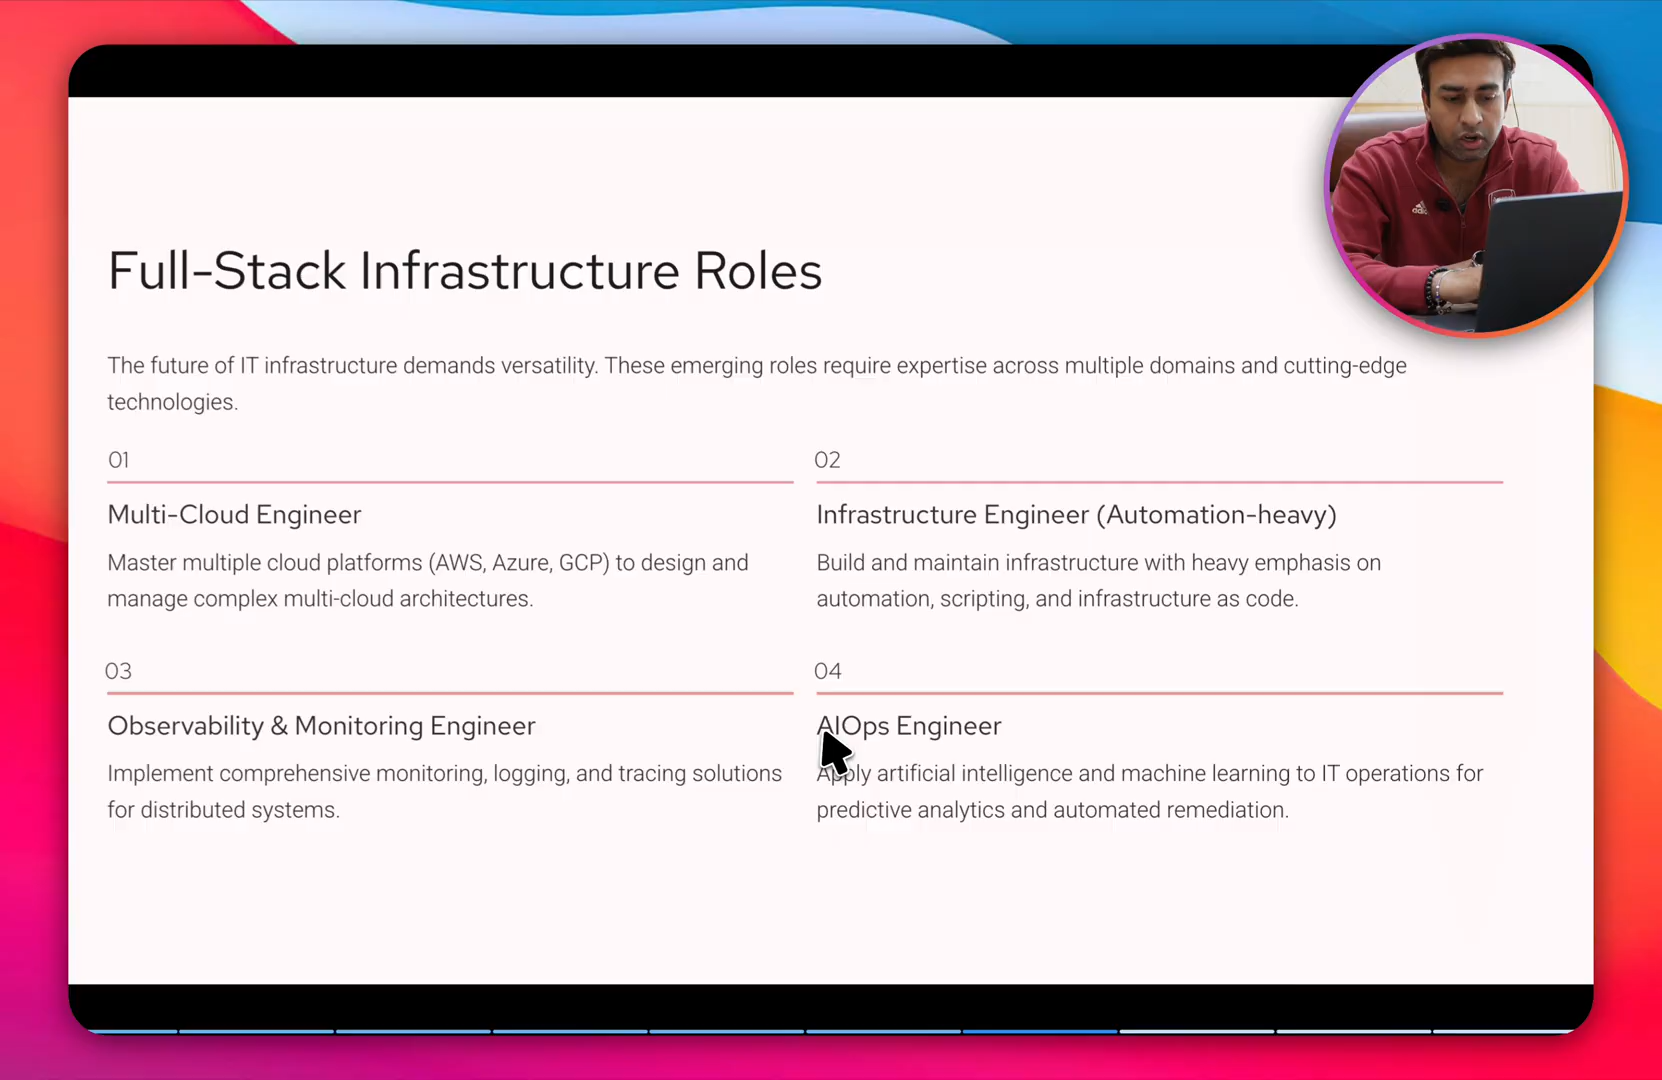 Full-Stack Infrastructure Roles
The future of IT infrastructure demands versatility. These emerging roles require expertise across multiple domains and cutting-edge
technologies.
01
Multi-Cloud Engineer
Master multiple cloud platforms (AWS, Azure, GCP) to design and
manage complex multi-cloud architectures.
02
Infrastructure Engineer (Automation-heavy)
Build and maintain infrastructure with heavy emphasis on
automation, scripting, and infrastructure as code.
03
Observability & Monitoring Engineer
Implement comprehensive monitoring, logging, and tracing solutions
for distributed systems.
04
AIOps Engineer
Apply artificial intelligence and machine learning to IT operations for
predictive analytics and automated remediation.
adidas